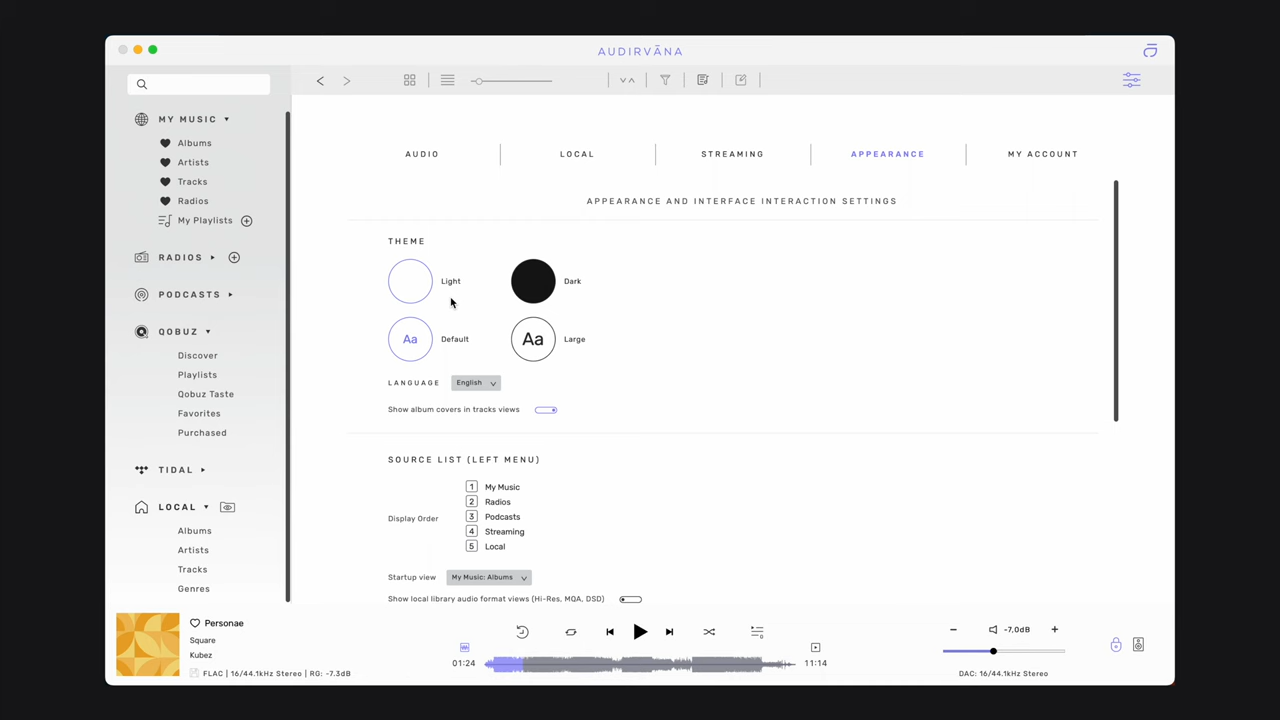 AUDIRVĀNA
MY MUSIC
Albums
Artists
Tracks
Radios
My Playlists
RADIOS
PODCASTS
QOBUZ
Discover
Playlists
Qobuz Taste
Favorites
Purchased
TIDAL
LOCAL
Albums
Artists
Tracks
Genres
AUDIO
LOCAL
STREAMING
APPEARANCE
MY ACCOUNT
APPEARANCE AND INTERFACE INTERACTION SETTINGS
THEME
Light
Dark
Aa Default
Aa Large
LANGUAGE English
Show album covers in tracks views
SOURCE LIST (LEFT MENU)
Display Order
1 My Music
2 Radios
3 Podcasts
4 Streaming
5 Local
Startup view My Music: Albums
Show local library audio format views (Hi-Res, MQA, DSD)
Personae
Square
Kubez
FLAC | 16/44.1kHz Stereo | RG: -7.3dB
01:24
11:14
-7,0dB
DAC: 16/44.1kHz Stereo